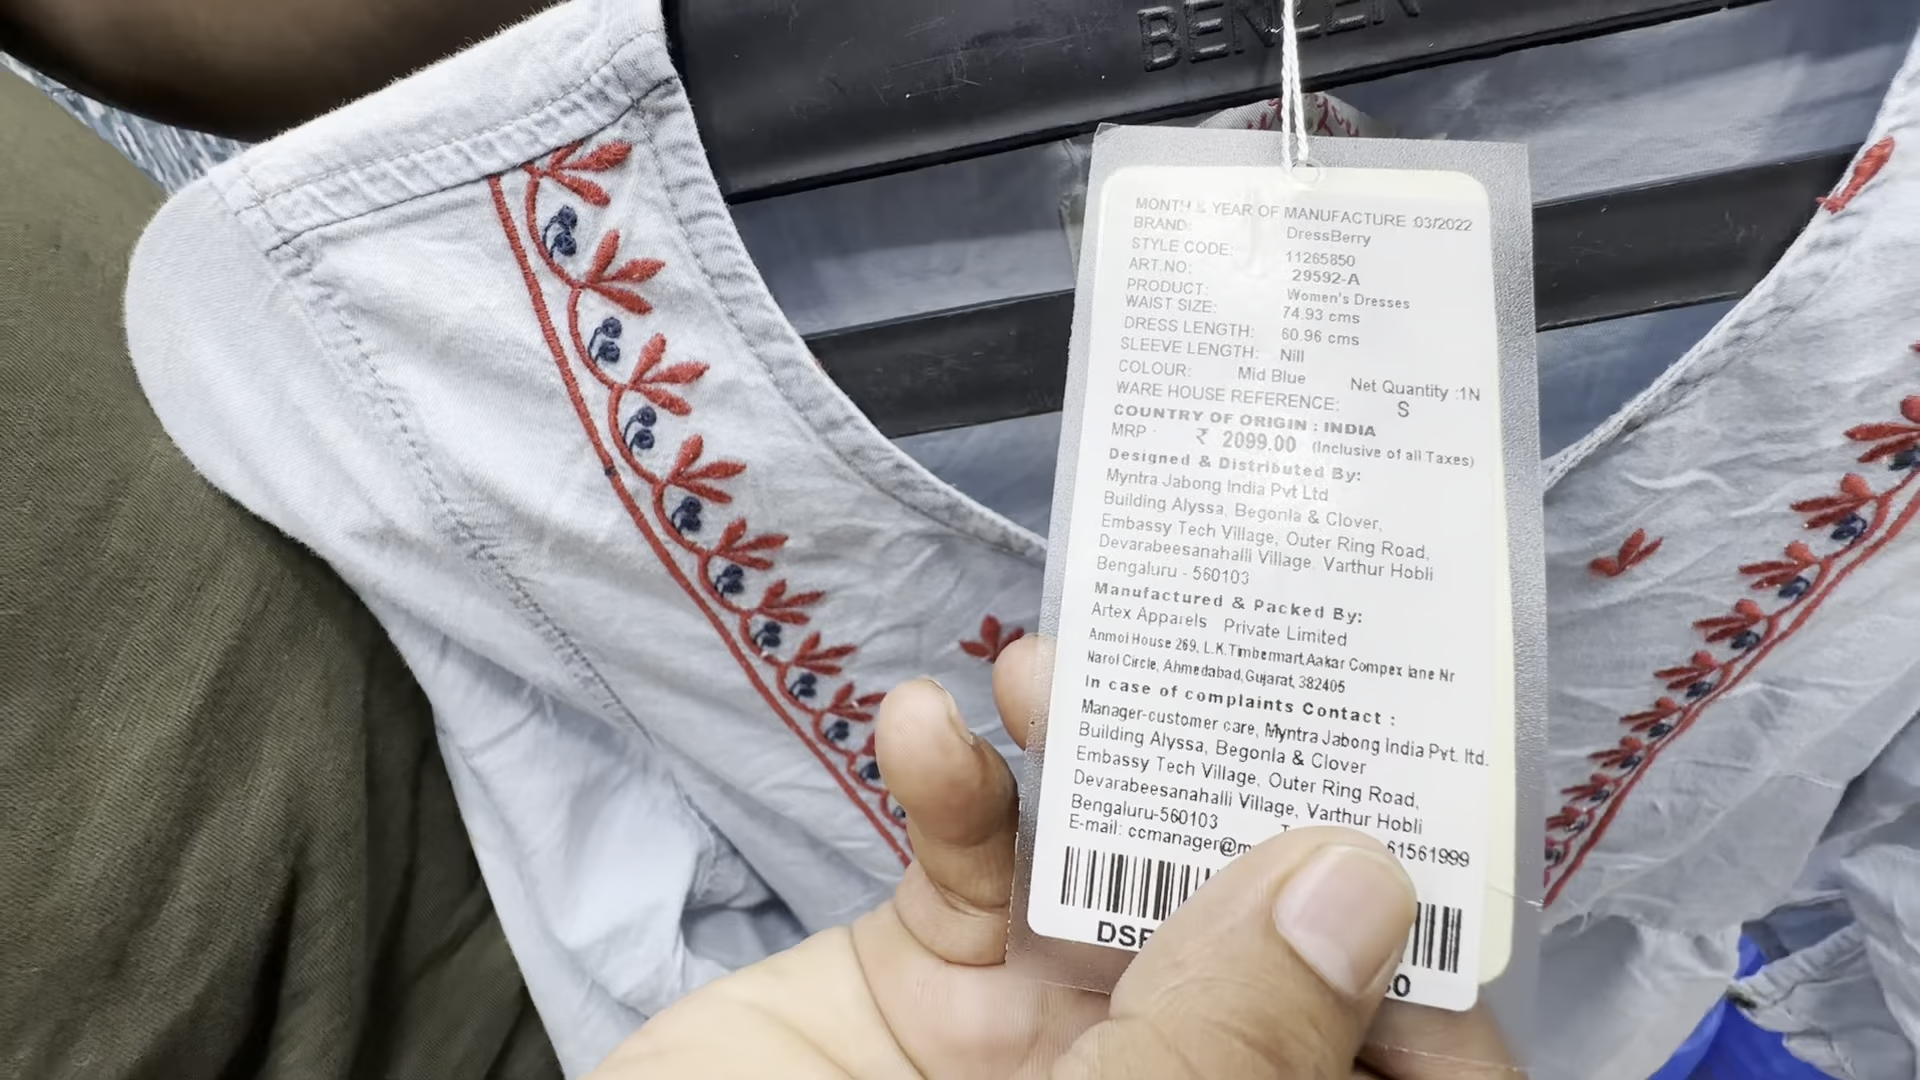 MONTH & YEAR OF MANUFACTURE :03/2022
BRAND: DressBerry
STYLE CODE: 11265850
ART.NO: 29592-A
PRODUCT: Women's Dresses
WAIST SIZE: 74.93 cms
DRESS LENGTH: 60.96 cms
SLEEVE LENGTH: Nill
COLOUR: Mid Blue Net Quantity :1N
WARE HOUSE REFERENCE: S
COUNTRY OF ORIGIN : INDIA
MRP : ₹ 2099.00 (Inclusive of all Taxes)
Designed & Distributed By:
Myntra Jabong India Pvt Ltd
Building Alyssa, Begonla & Clover,
Embassy Tech Village, Outer Ring Road,
Devarabeesanahalli Village. Varthur Hobli
Bengaluru - 560103
Manufactured & Packed By:
Artex Apparels Private Limited
Anmol House 269, L.K.Timbermart,Aakar Compex lane Nr
Narol Circle, Ahmedabad,Gujarat, 382405
In case of complaints Contact :
Manager-customer care, Myntra Jabong India Pvt. ltd.
Building Alyssa, Begonla & Clover
Embassy Tech Village, Outer Ring Road,
Devarabeesanahalli Village, Varthur Hobli
Bengaluru-560103
E-mail: ccmanager@m 61561999